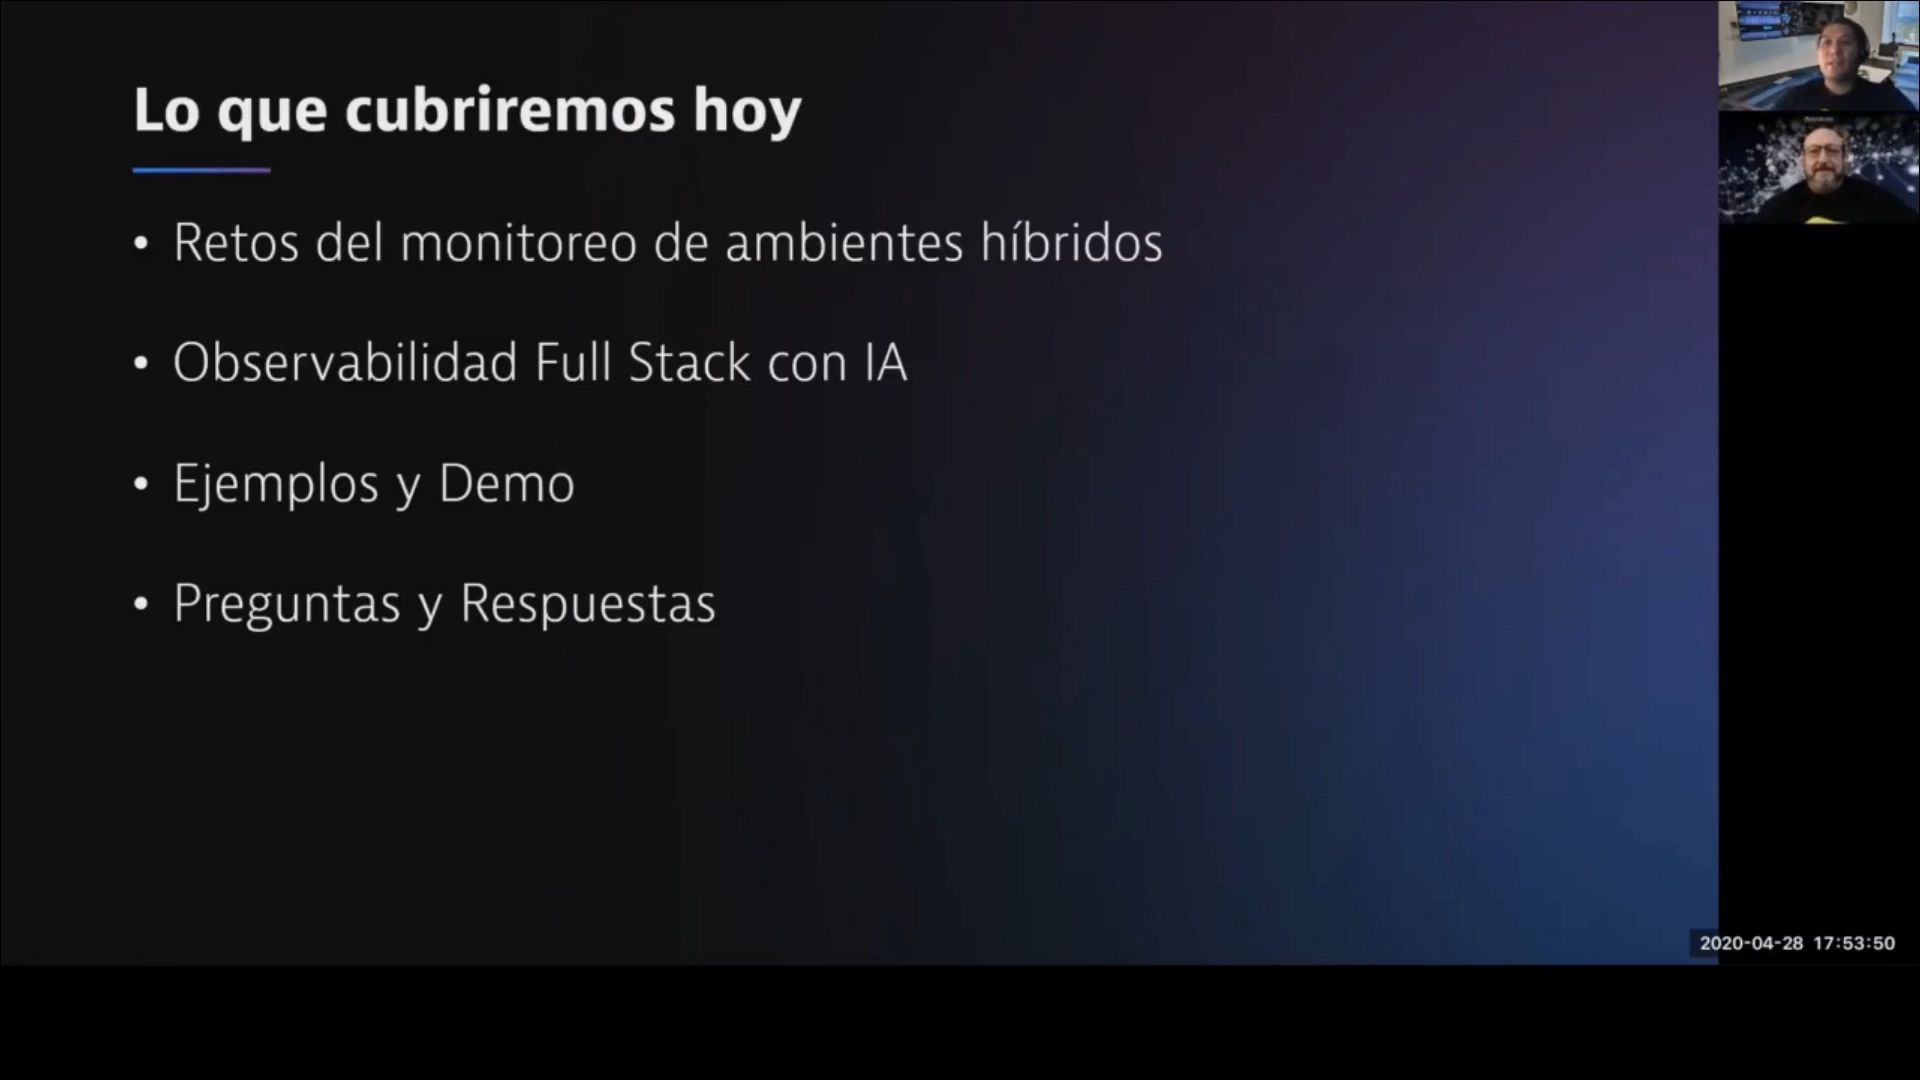 Lo que cubriremos hoy
• Retos del monitoreo de ambientes híbridos
• Observabilidad Full Stack con IA
• Ejemplos y Demo
• Preguntas y Respuestas
2020-04-28 17:53:50